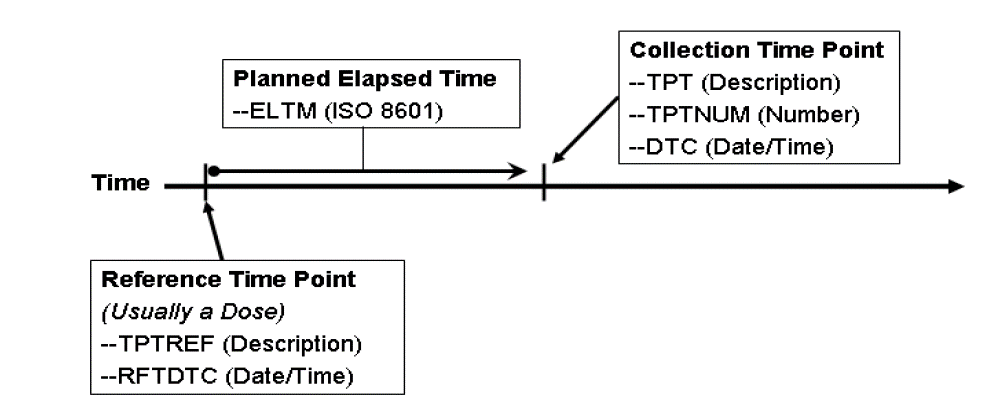 Planned Elapsed Time
--ELTM (ISO 8601)
Collection Time Point
--TPT (Description)
--TPTNUM (Number)
--DTC (Date/Time)
Time
Reference Time Point
(Usually a Dose)
--TPTREF (Description)
--RFTDTC (Date/Time)